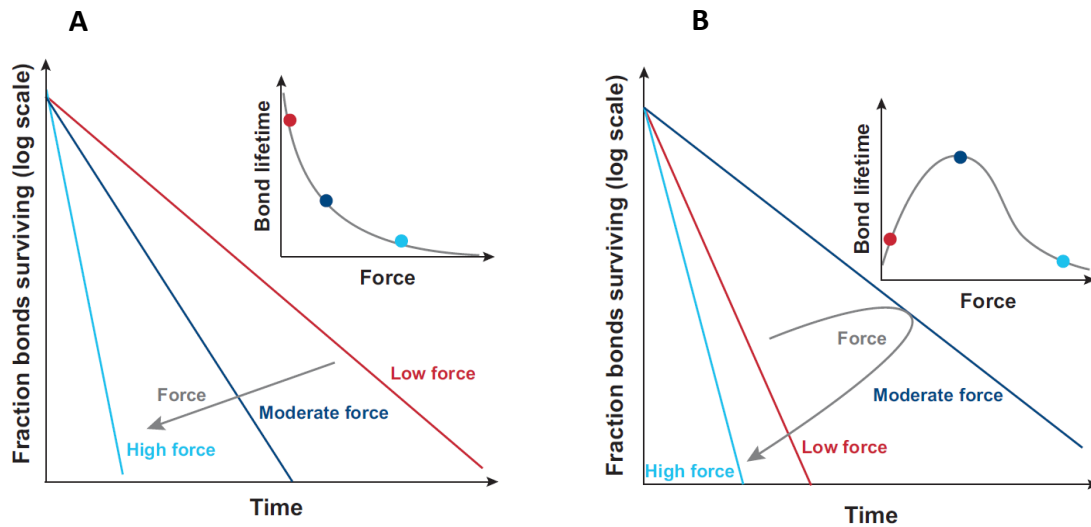 A
Fraction bonds surviving (log scale)
Bond lifetime
Force
Force
Low force
Moderate force
High force
Time
B
Fraction bonds surviving (log scale)
Bond lifetime
Force
Force
Moderate force
Low force
High force
Time